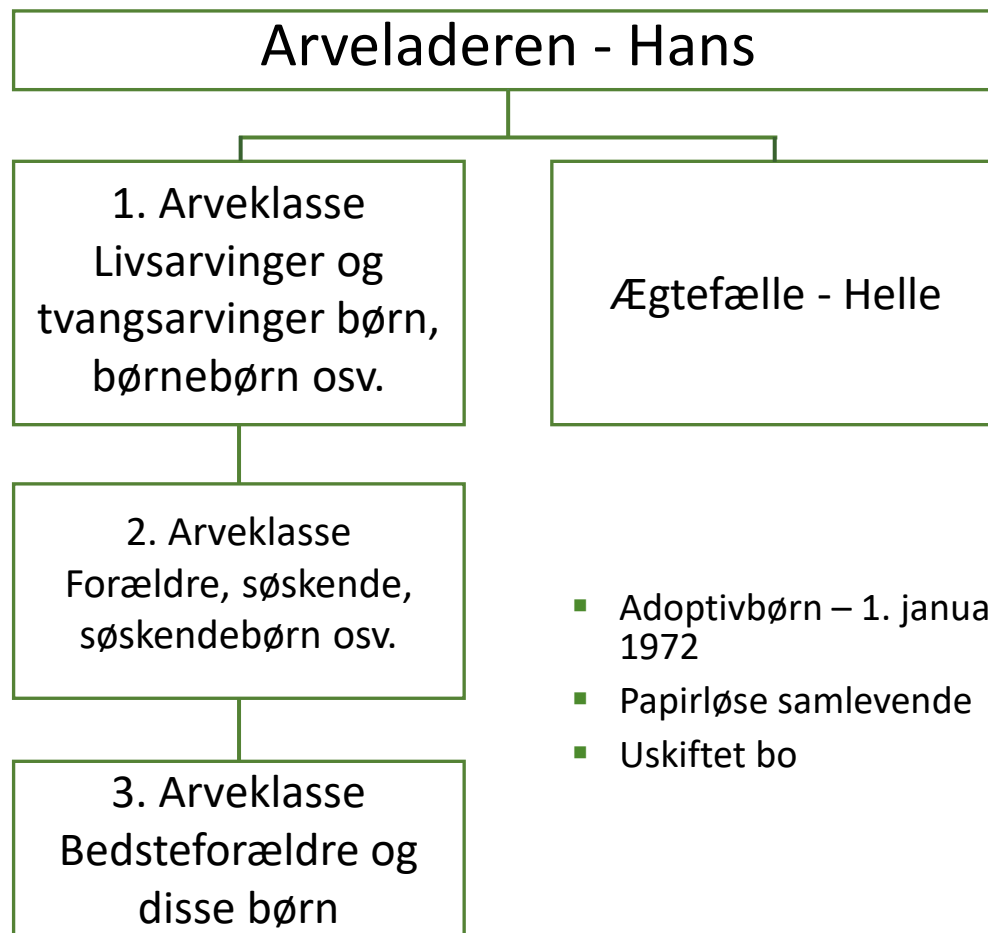 Arveladeren - Hans
1. Arveklasse
Livsarvinger og
tvangsarvinger børn,
børnebørn osv.
Ægtefælle - Helle
2. Arveklasse
Forældre, søskende,
søskendebørn osv.
▪ Adoptivbørn – 1. janua
1972
▪ Papirløse samlevende
▪ Uskiftet bo
3. Arveklasse
Bedsteforældre og
disse børn